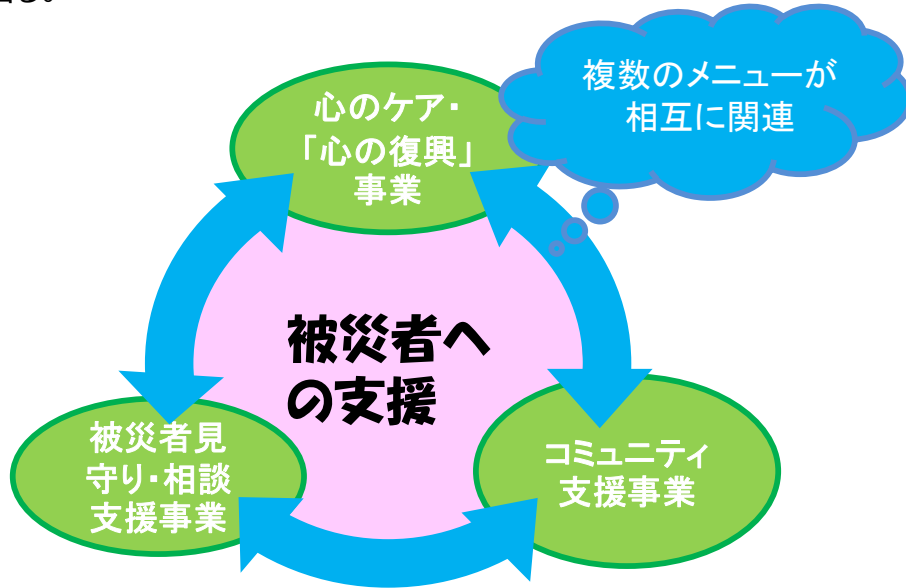 複数のメニューが
相互に関連
心のケア・
「心の復興」
事業
被災者へ
の支援
被災者見
守り・相談
支援事業
コミュニティ
支援事業